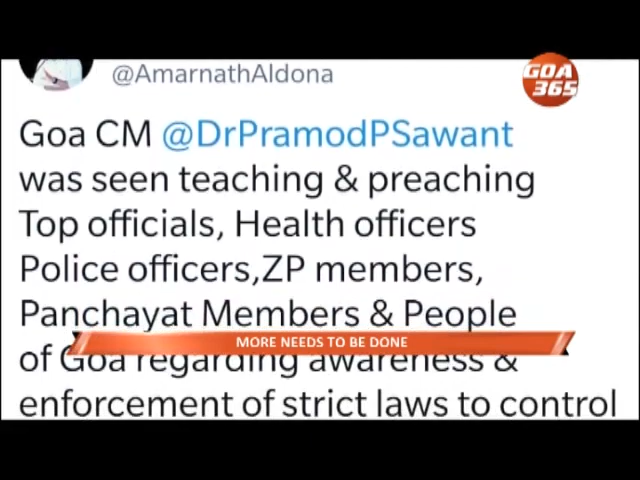 @AmarnathAldona
GOA
365
Goa CM @DrPramodPSawant
was seen teaching & preaching
Top officials, Health officers
Police officers,ZP members,
Panchayat Members & People
MORE NEEDS TO BE DONE
of Goa regarding awareness &
enforcement of strict laws to control